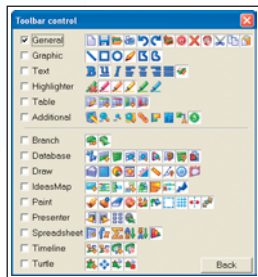 Toolbar control
General
Graphic
Text
Highlighter
Table
Additional
Branch
Database
Draw
IdeasMap
Paint
Presenter
Spreadsheet
Timeline
Turtle
Back